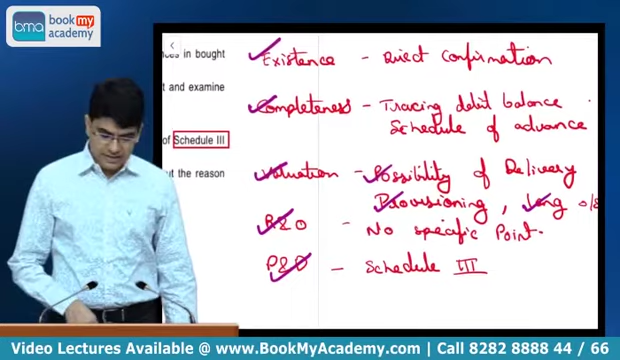 bma
book my
academy
nces in bought
t and examine
of Schedule III
ut the reason
Existence - Direct confirmation
Completeness - Tracing debit balance
Schedule of advance
Valuation - Possibility of Delivery
Provisioning, Long o/s
R&O - No specific Point.
P&D - Schedule III
Video Lectures Available @ www.BookMyAcademy.com | Call 8282 8888 44 / 66